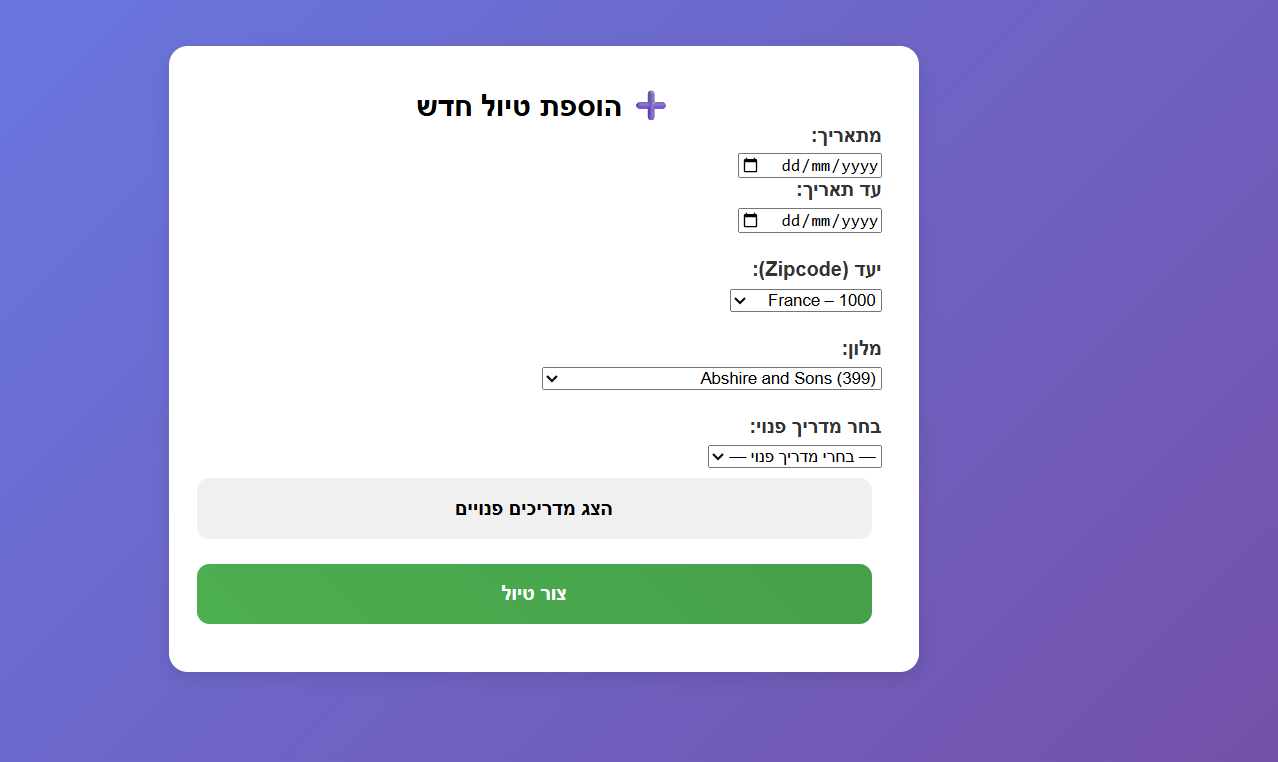 ➕ הוספת טיול חדש
מתאריך:
dd/mm/yyyy
עד תאריך:
dd/mm/yyyy
יעד (Zipcode):
France – 1000
מלון:
Abshire and Sons (399)
בחר מדריך פנוי:
— בחרי מדריך פנוי —
הצג מדריכים פנויים
צור טיול